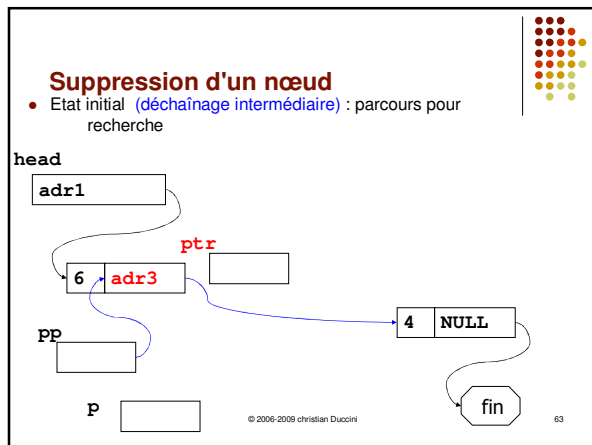 Suppression d'un nœud
• Etat initial (déchaînage intermédiaire) : parcours pour
recherche
head
adr1
ptr
6 adr3
4 NULL
pp
p
fin
© 2006-2009 christian Duccini
63